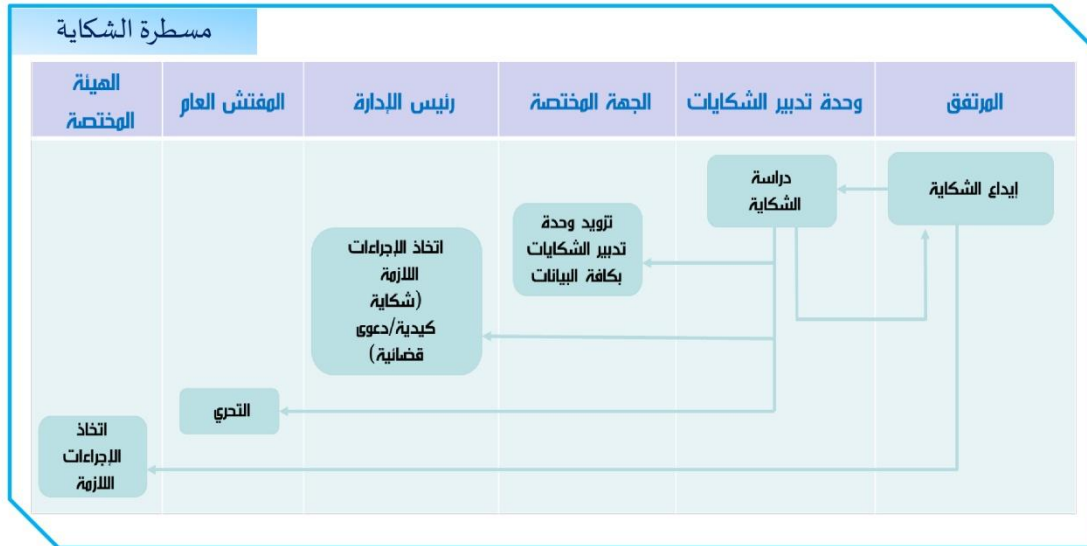 مسطرة الشكاية
المرتفق
وحدة تدبير الشكايات
الجهة المختصة
رئيس الإدارة
المفتش العام
الهيئة
المختصة
إيداع الشكاية
دراسة
الشكاية
تزويد وحدة
تدبير الشكايات
بكافة البيانات
اتخاذ الإجراءات
اللازمة
(شكاية
كيدية/دعوى
قضائية)
التحري
اتخاذ
الإجراءات
اللازمة